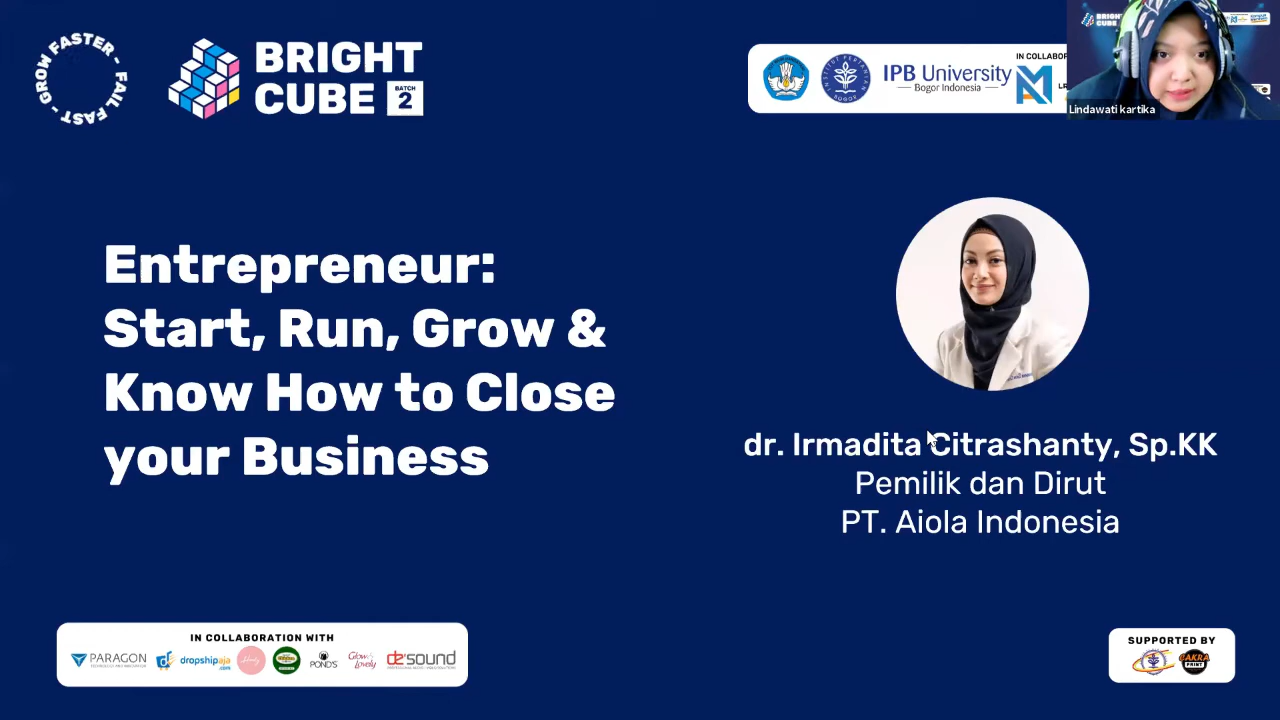 GROW FASTER - FAIL FAST -
BRIGHT
CUBE
BATCH
2
IPB University
Bogor Indonesia
IN COLLABOR
Lindawati kartika
Entrepreneur:
Start, Run, Grow &
Know How to Close
your Business
dr. Irmadita Citrashanty, Sp.KK
Pemilik dan Dirut
PT. Aiola Indonesia
IN COLLABORATION WITH
PARAGON
dropshipaja
.com
POND'S
Glow &
Lovely
de sound
SUPPORTED BY
CAKRA
PRINT